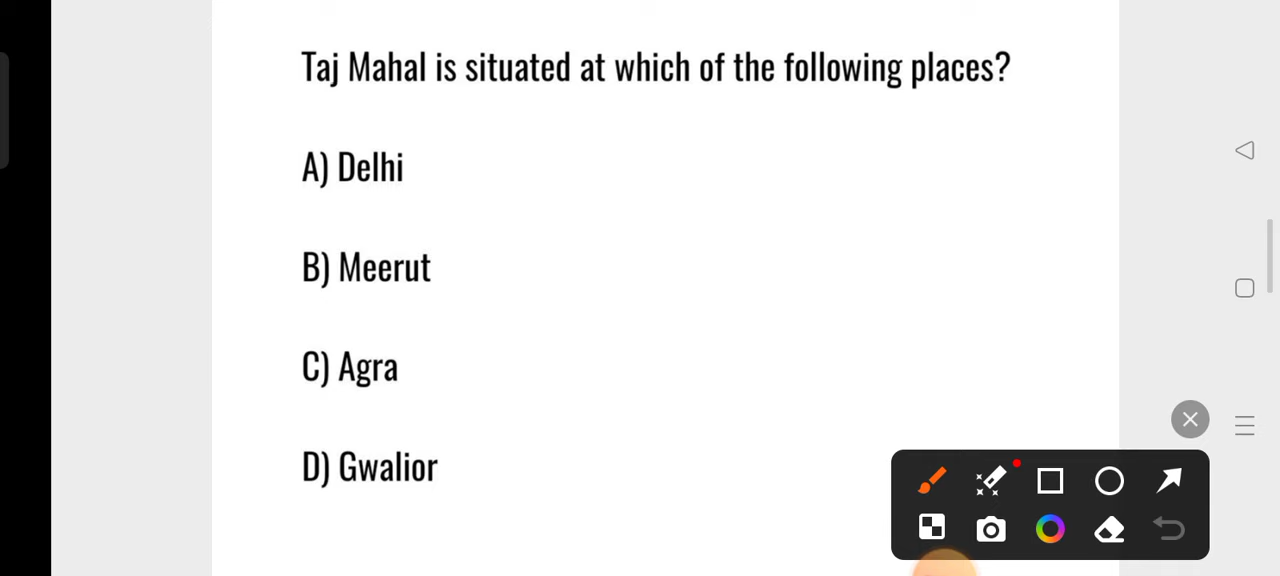 Taj Mahal is situated at which of the following places?
A) Delhi
B) Meerut
C) Agra
D) Gwalior